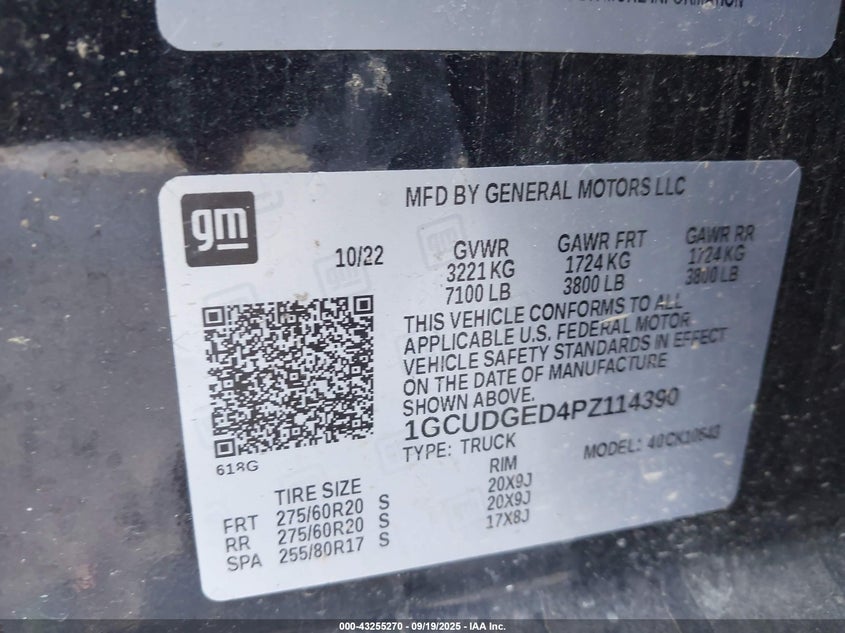 INFORMATION
gm
MFD BY GENERAL MOTORS LLC
10/22
GVWR GAWR FRT GAWR RR
3221 KG 1724 KG 1724 KG
7100 LB 3800 LB 3800 LB
THIS VEHICLE CONFORMS TO ALL
APPLICABLE U.S. FEDERAL MOTOR
VEHICLE SAFETY STANDARDS IN EFFECT
ON THE DATE OF MANUFACTURE
SHOWN ABOVE.
1GCUDGED4PZ114390
TYPE: TRUCK MODEL: 40CK10543
618G
TIRE SIZE RIM
FRT 275/60R20 S 20X9J
RR 275/60R20 S 20X9J
SPA 255/80R17 S 17X8J
000-43255270 - 09/19/2025 - IAA Inc.